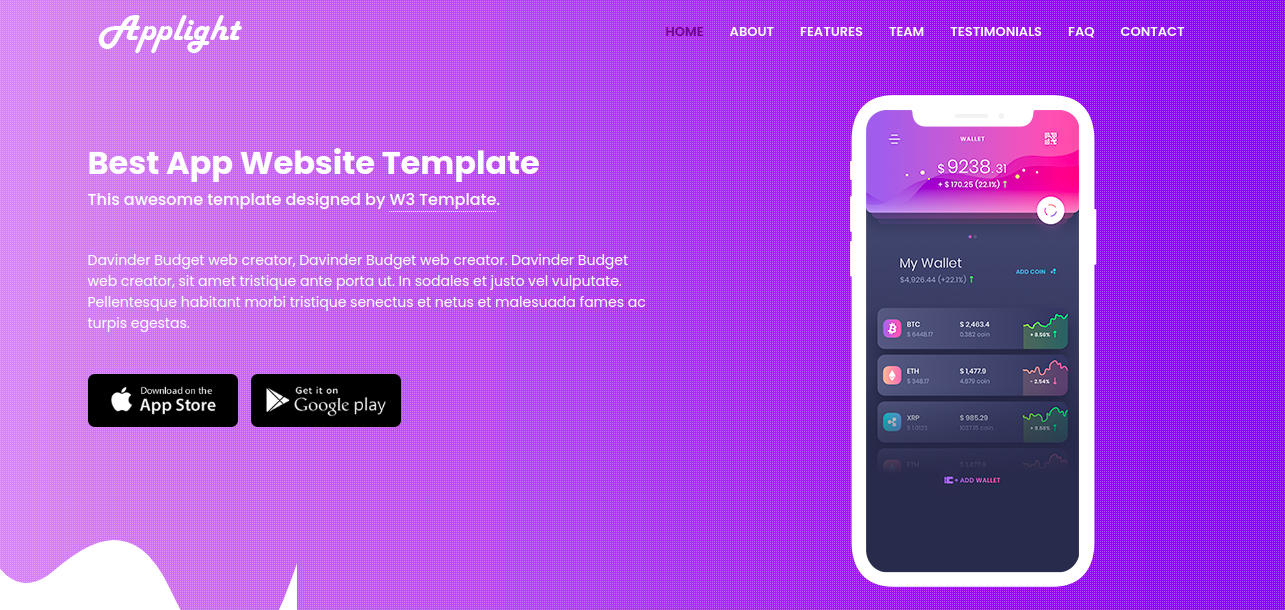 Applight
HOME ABOUT FEATURES TEAM TESTIMONIALS FAQ CONTACT
Best App Website Template
This awesome template designed by W3 Template.
Davinder Budget web creator, Davinder Budget web creator. Davinder Budget
web creator, sit amet tristique ante porta ut. In sodales et justo vel vulputate.
Pellentesque habitant morbi tristique senectus et netus et malesuada fames ac
turpis egestas.
Download on the
App Store
Get it on
Google play
WALLET
$ 9238.31
+ $ 170.25 (22.1%) ↑
My Wallet
$4,926.44 (+22.1%) ↑
ADD COIN
BTC $ 2,463.4
$ 6448.17 0.382 coin + 8.56% ↑
ETH $ 1,477.9
$ 348.17 4.679 coin - 2.54% ↓
XRP $ 985.29
1037.15 coin
ETH $ 1,477.9
+ ADD WALLET